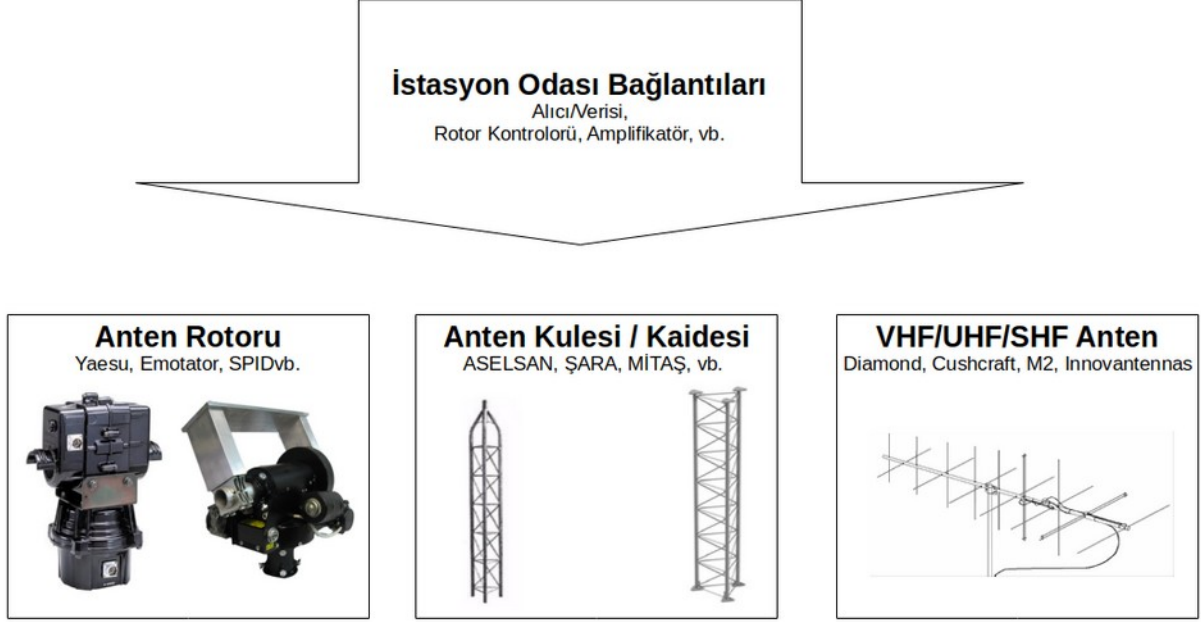 İstasyon Odası Bağlantıları
Alıcı/Verisi,
Rotor Kontrolorü, Amplifikatör, vb.
Anten Rotoru
Yaesu, Emotator, SPIDvb.
Anten Kulesi / Kaidesi
ASELSAN, ŞARA, MİTAŞ, vb.
VHF/UHF/SHF Anten
Diamond, Cushcraft, M2, Innovantennas